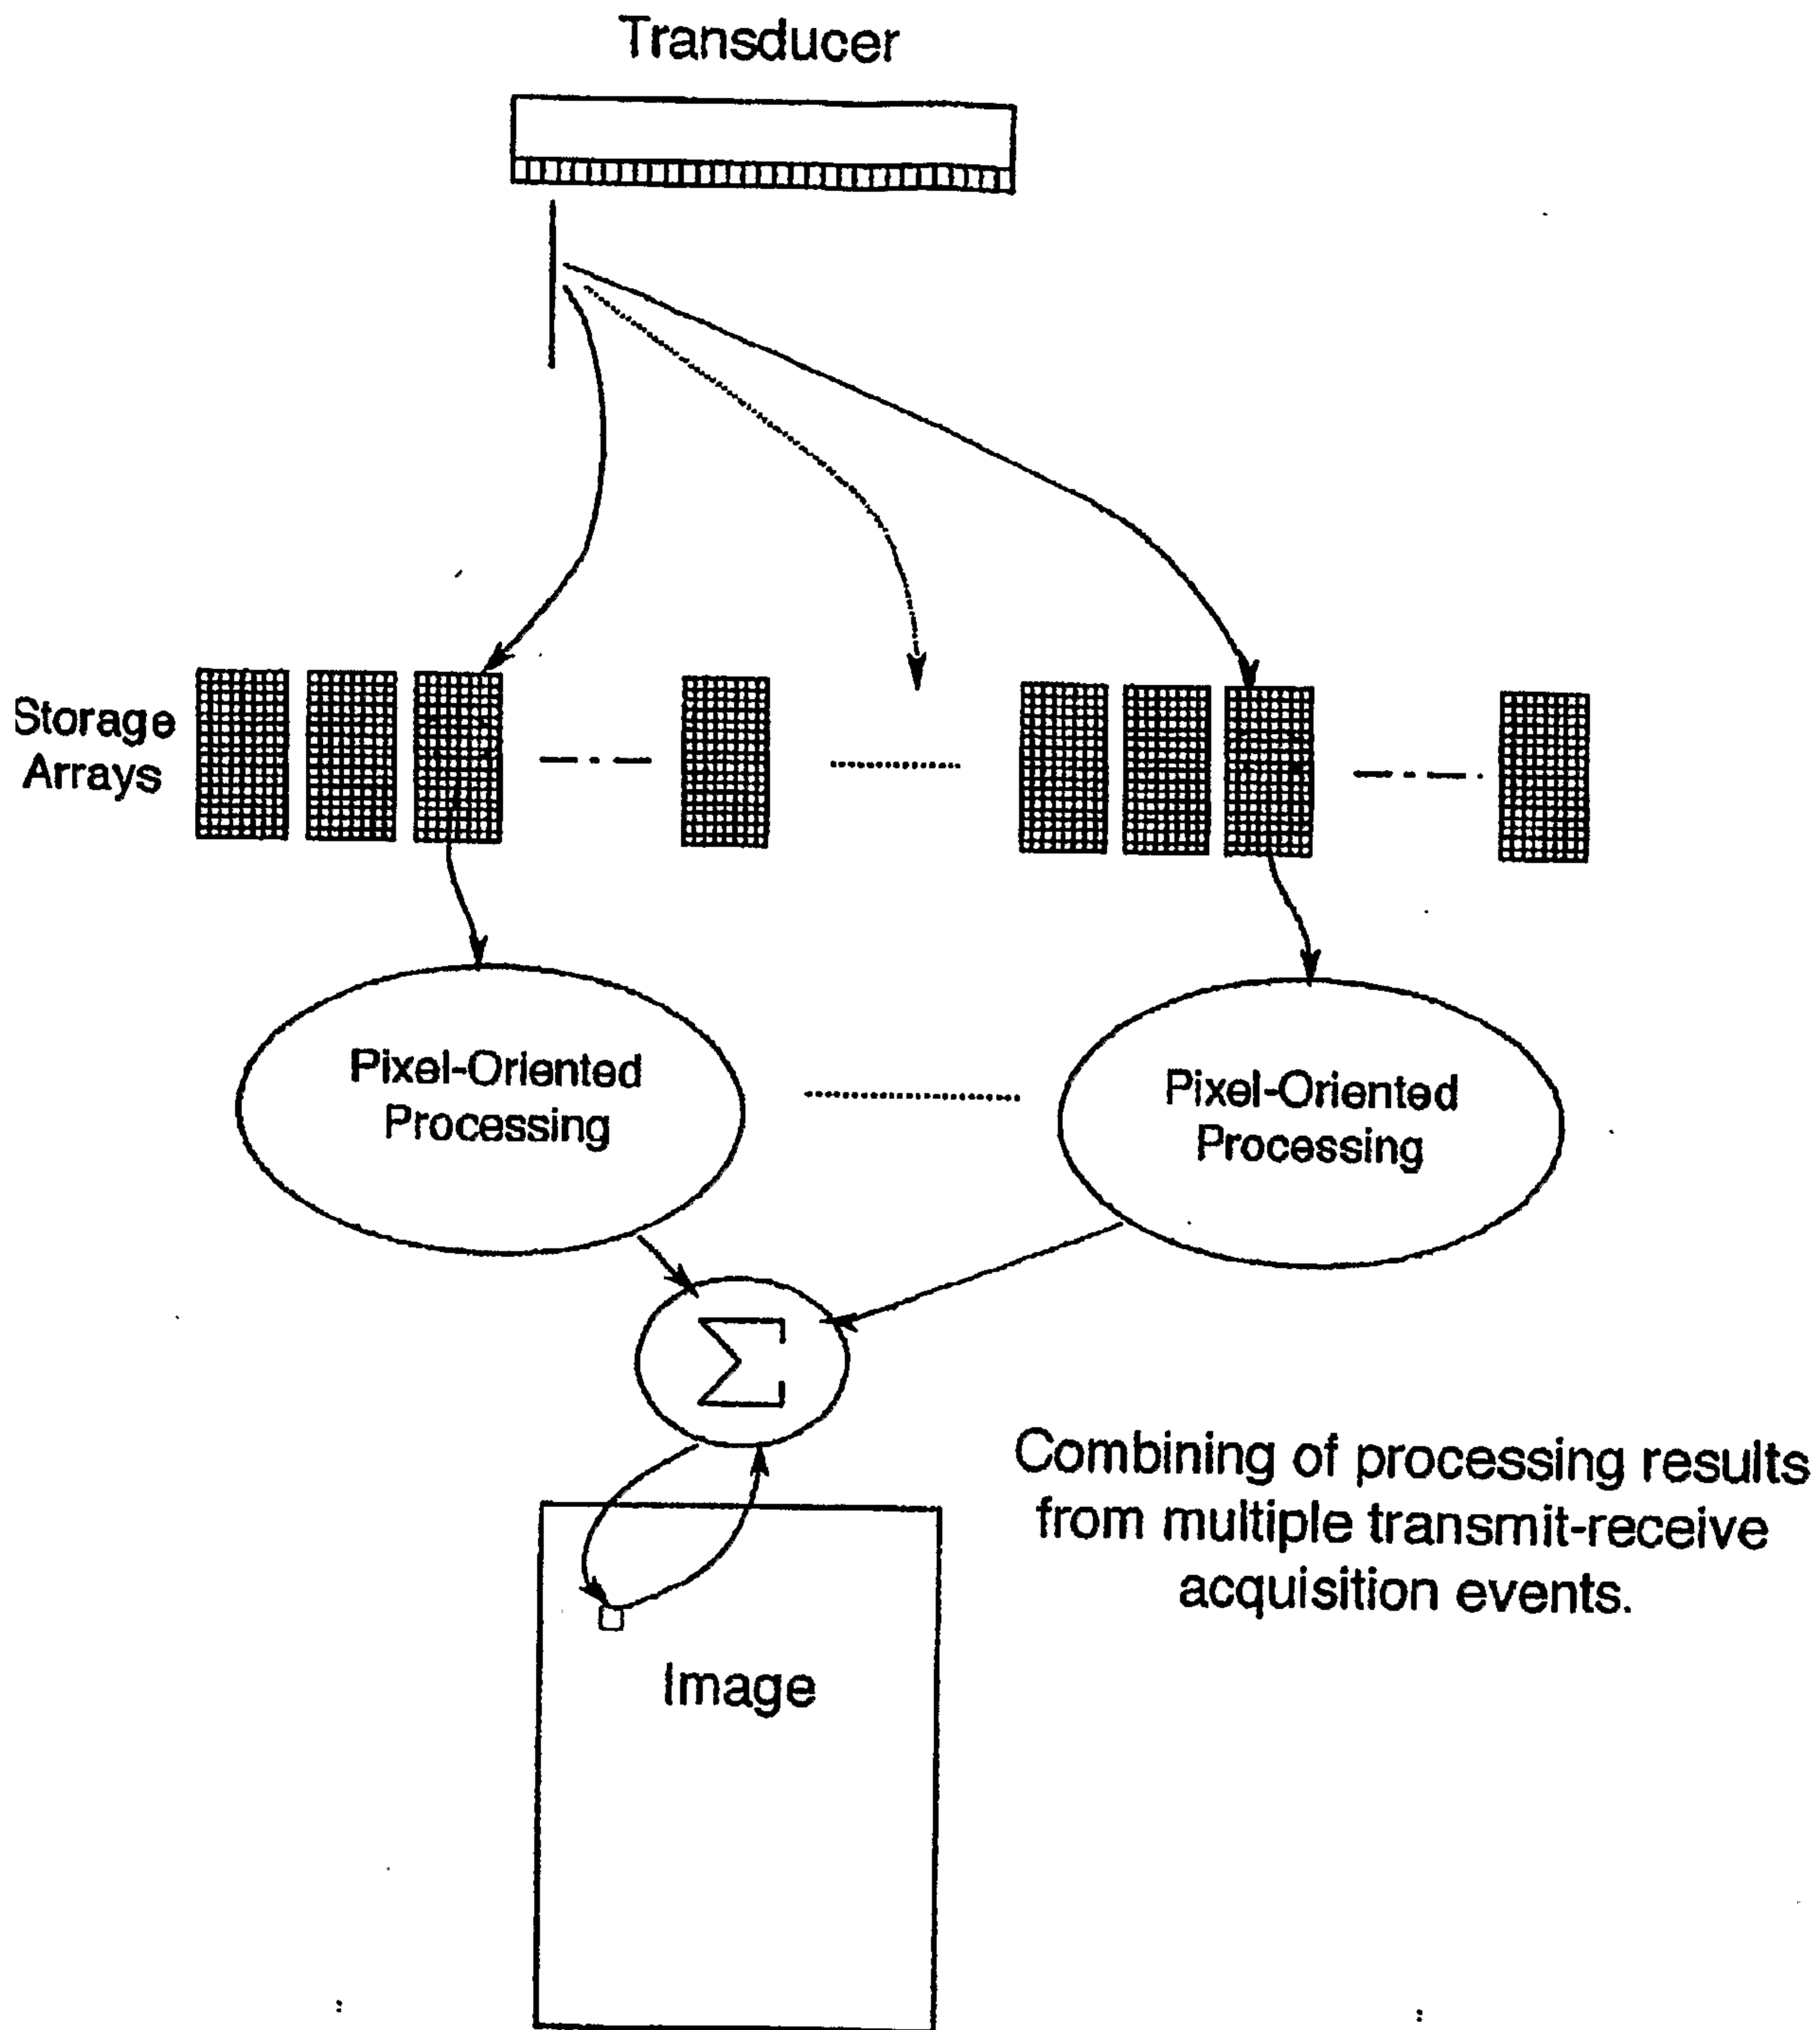 Transducer
Storage
Arrays
Pixel-Oriented
Processing
Pixel-Oriented
Processing
Σ
Combining of processing results
from multiple transmit-receive
acquisition events.
Image